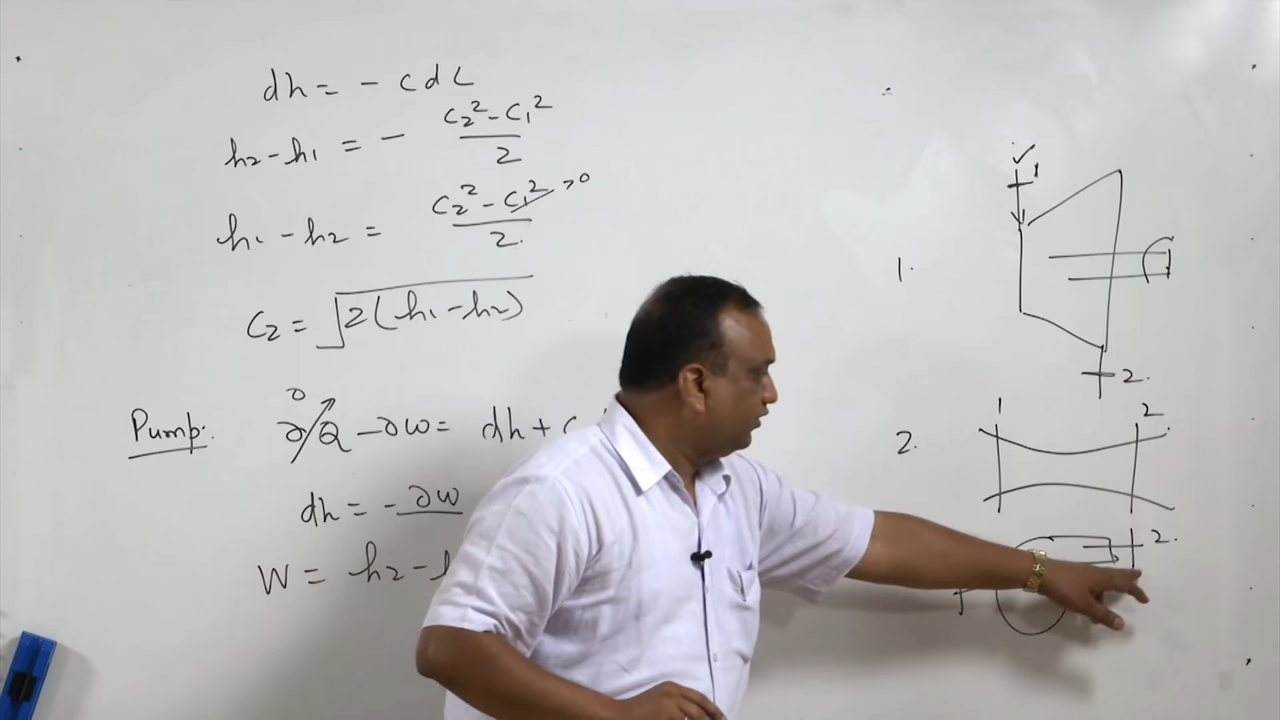 dh = - c dc
h2 - h1 = - (c2² - c1²)/2
h1 - h2 = (c2² - c1²)/2. →0
c2 = √2(h1 - h2)
Pump: ∂Q 0 - ∂w = dh + c
dh = - ∂w
W = h2 -
1
1.
2.
1 2
2.
2.